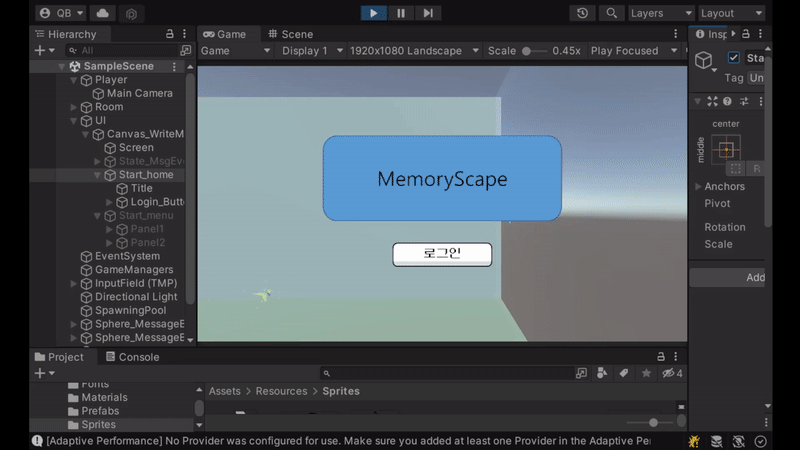 QB
Layers
Layout
Hierarchy
Game
Scene
Insp
All
Game
Display 1
1920x1080 Landscape
Scale
0.45x
Play Focused
Sta
SampleScene
Tag
Un
Player
Main Camera
Room
UI
Canvas_WriteM
Screen
State_MsgEve
Start_home
Title
Login_Butt
Start_menu
Panel1
Panel2
EventSystem
GameManagers
InputField (TMP)
Directional Light
SpawningPool
Sphere_MessageB
Sphere_MessageB
MemoryScape
로그인
center
middle
R
Anchors
Pivot
Rotation
Scale
Add
Project
Console
4
Fonts
Materials
Prefabs
Sprites
Assets
Resources
Sprites
[Adaptive Performance] No Provider was configured for use. Make sure you added at least one Provider in the Adaptive Per